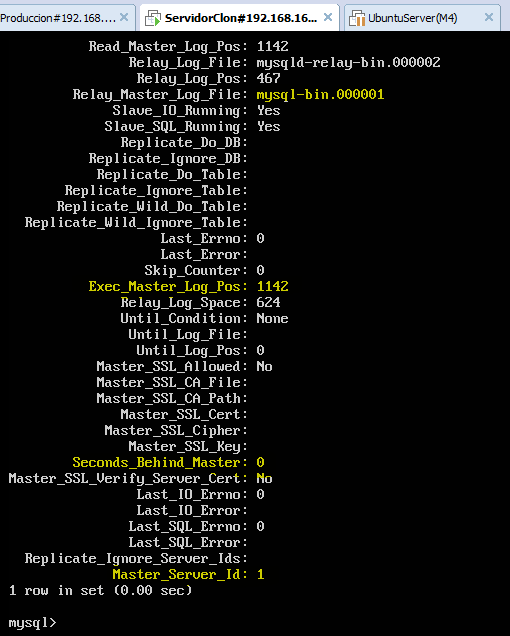 Produccion#192.168.... ServidorClon#192.168.16... UbuntuServer(M4)
Read_Master_Log_Pos: 1142
Relay_Log_File: mysqld-relay-bin.000002
Relay_Log_Pos: 467
Relay_Master_Log_File: mysql-bin.000001
Slave_IO_Running: Yes
Slave_SQL_Running: Yes
Replicate_Do_DB:
Replicate_Ignore_DB:
Replicate_Do_Table:
Replicate_Ignore_Table:
Replicate_Wild_Do_Table:
Replicate_Wild_Ignore_Table:
Last_Errno: 0
Last_Error:
Skip_Counter: 0
Exec_Master_Log_Pos: 1142
Relay_Log_Space: 624
Until_Condition: None
Until_Log_File:
Until_Log_Pos: 0
Master_SSL_Allowed: No
Master_SSL_CA_File:
Master_SSL_CA_Path:
Master_SSL_Cert:
Master_SSL_Cipher:
Master_SSL_Key:
Seconds_Behind_Master: 0
Master_SSL_Verify_Server_Cert: No
Last_IO_Errno: 0
Last_IO_Error:
Last_SQL_Errno: 0
Last_SQL_Error:
Replicate_Ignore_Server_Ids:
Master_Server_Id: 1
1 row in set (0.00 sec)
mysql>